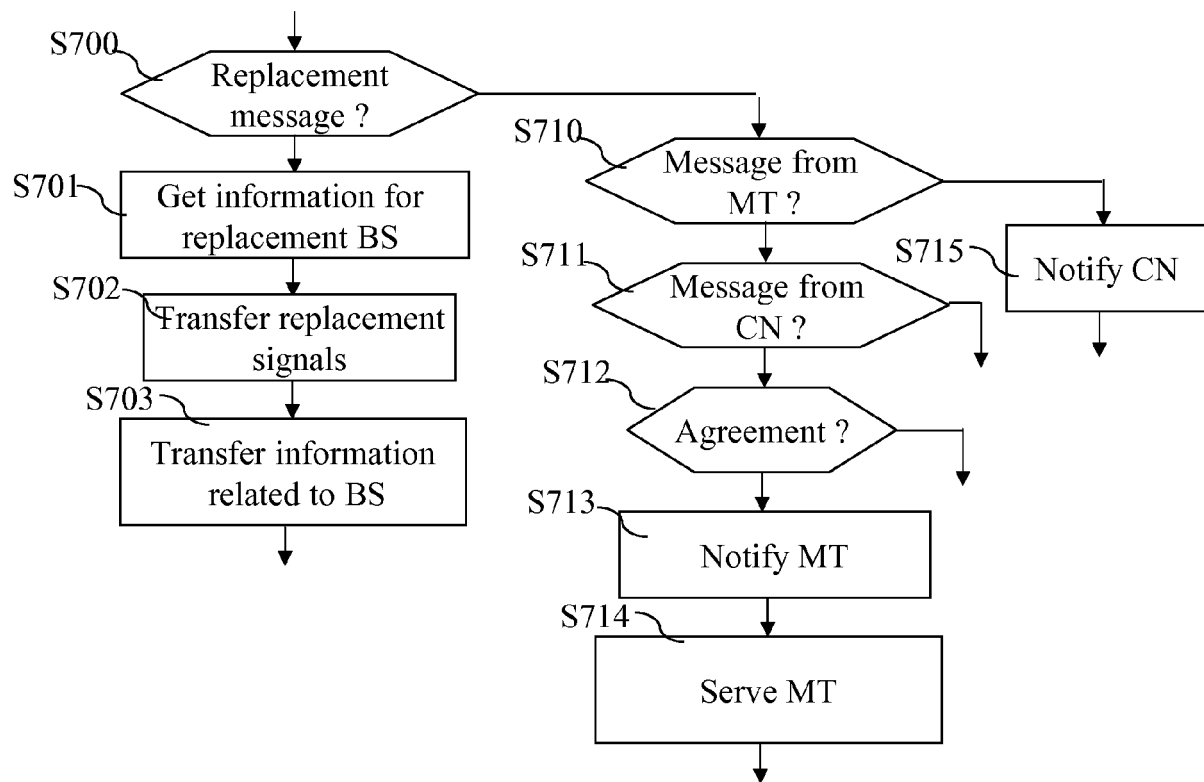 S700
Replacement
message ?
S701
Get information for
replacement BS
S702
Transfer replacement
signals
S703
Transfer information
related to BS
S710
Message from
MT ?
S711
Message from
CN ?
S712
Agreement ?
S713
Notify MT
S714
Serve MT
S715
Notify CN